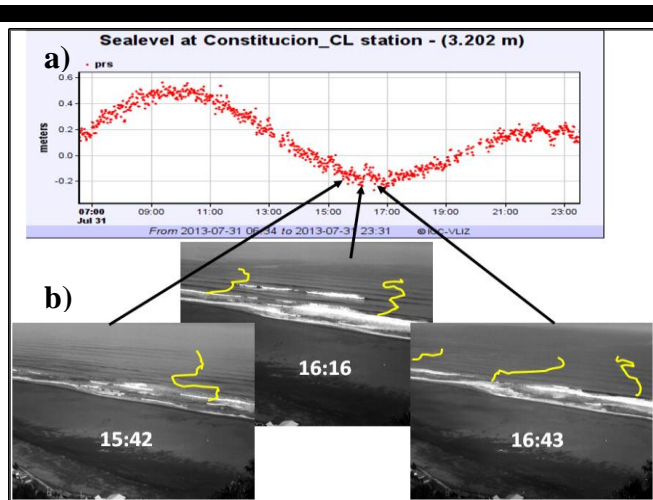 Sealevel at Constitucion_CL station - (3.202 m)
a)
prs
0.6
0.4
0.2
0.0
-0.2
meters
07:00 09:00 11:00 13:00 15:00 17:00 19:00 21:00 23:00
Jul 31
From 2013-07-31 06:34 to 2013-07-31 23:31 ©IOC-VLIZ
b)
16:16
15:42
16:43